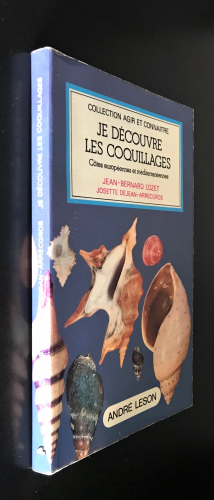 COLLECTION AGIR ET CONNAITRE
JE DÉCOUVRE
LES COQUILLAGES
Côtes européennes et méditerranéennes
JEAN-BERNARD LOZET
JOSETTE DEJEAN-ARRECGROS
ANDRÉ LESON
JE DÉCOUVRE LES COQUILLAGES